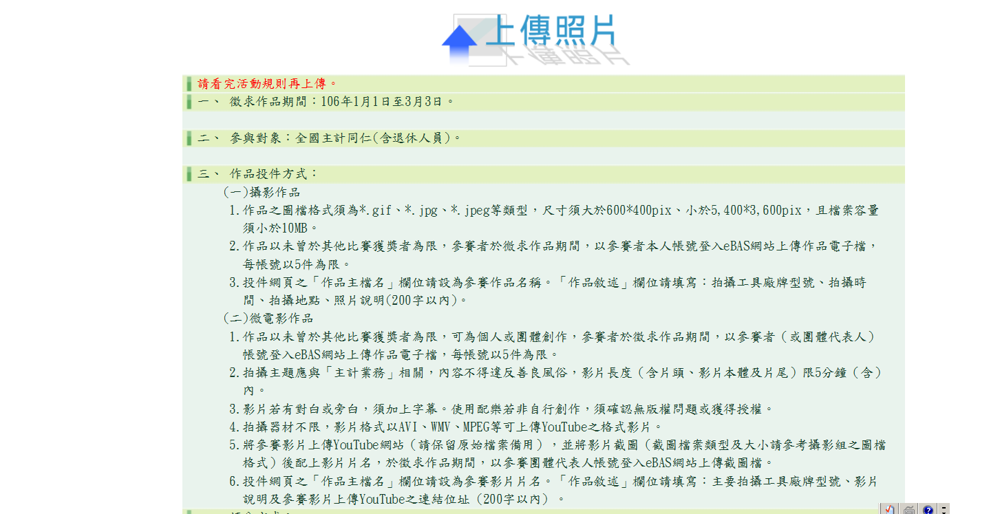 上傳照片
請看完活動規則再上傳。
一、 徵求作品期間：106年1月1日至3月3日。
二、 參與對象：全國主計同仁(含退休人員)。
三、 作品投件方式：
(一)攝影作品
1.作品之圖檔格式須為*.gif、*.jpg、*.jpeg等類型，尺寸須大於600*400pix、小於5,400*3,600pix，且檔案容量
須小於10MB。
2.作品以未曾於其他比賽獲獎者為限，參賽者於徵求作品期間，以參賽者本人帳號登入eBAS網站上傳作品電子檔，
每帳號以5件為限。
3.投件網頁之「作品主檔名」欄位請設為參賽作品名稱。「作品敘述」欄位請填寫：拍攝工具廠牌型號、拍攝時
間、拍攝地點、照片說明(200字以內)。
(二)微電影作品
1.作品以未曾於其他比賽獲獎者為限，可為個人或團體創作，參賽者於徵求作品期間，以參賽者（或團體代表人）
帳號登入eBAS網站上傳作品電子檔，每帳號以5件為限。
2.拍攝主題應與「主計業務」相關，內容不得違反善良風俗，影片長度（含片頭、影片本體及片尾）限5分鐘（含）
內。
3.影片若有對白或旁白，須加上字幕。使用配樂若非自行創作，須確認無版權問題或獲得授權。
4.拍攝器材不限，影片格式以AVI、WMV、MPEG等可上傳YouTube之格式影片。
5.將參賽影片上傳YouTube網站（請保留原始檔案備用），並將影片截圖（截圖檔案類型及大小請參考攝影組之圖檔
格式）後配上影片片名，於徵求作品期間，以參賽團體代表人帳號登入eBAS網站上傳截圖檔。
6.投件網頁之「作品主檔名」欄位請設為參賽影片片名。「作品敘述」欄位請填寫：主要拍攝工具廠牌型號、影片
說明及參賽影片上傳YouTube之連結位址（200字以內）。